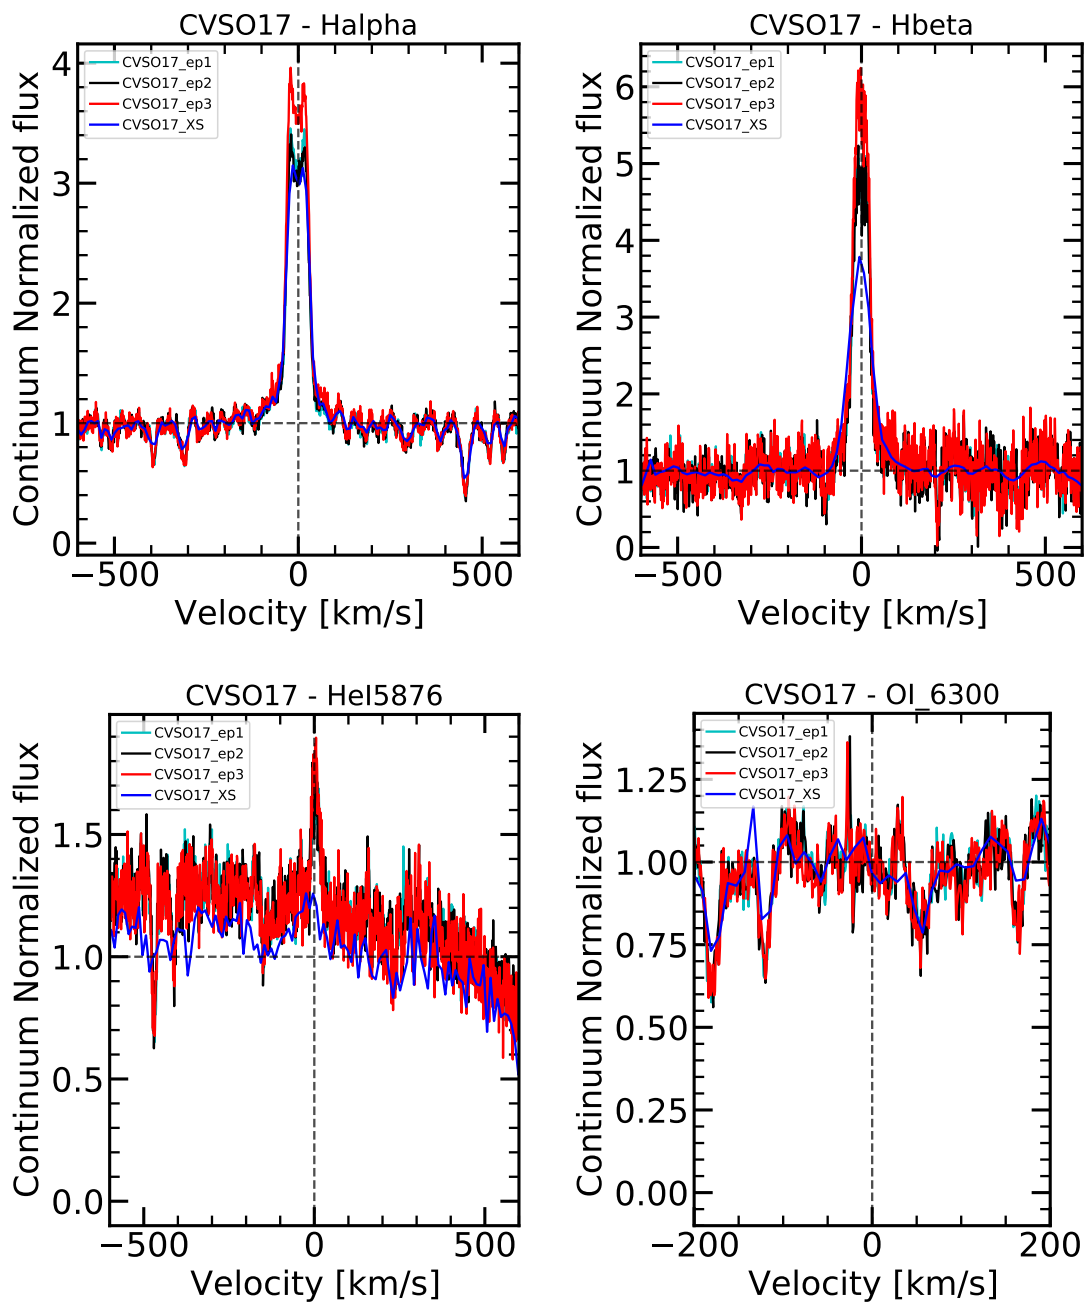 CVSO17 - Halpha
CVSO17_ep1
CVSO17_ep2
CVSO17_ep3
CVSO17_XS
Continuum Normalized flux
4
3
2
1
0
−500
0
500
Velocity [km/s]
CVSO17 - Hbeta
CVSO17_ep1
CVSO17_ep2
CVSO17_ep3
CVSO17_XS
Continuum Normalized flux
6
5
4
3
2
1
0
−500
0
500
Velocity [km/s]
CVSO17 - HeI5876
CVSO17_ep1
CVSO17_ep2
CVSO17_ep3
CVSO17_XS
Continuum Normalized flux
1.5
1.0
0.5
0.0
−500
0
500
Velocity [km/s]
CVSO17 - OI_6300
CVSO17_ep1
CVSO17_ep2
CVSO17_ep3
CVSO17_XS
Continuum Normalized flux
1.25
1.00
0.75
0.50
0.25
0.00
−200
0
200
Velocity [km/s]